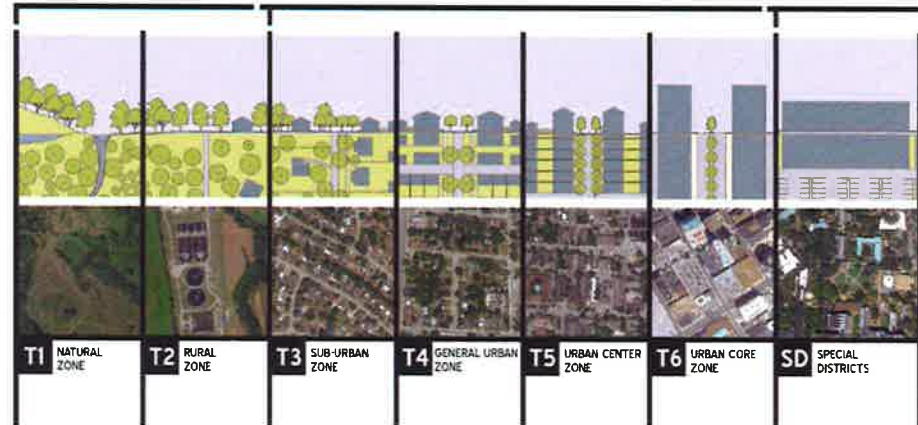 T1 NATURAL
ZONE
T2 RURAL
ZONE
T3 SUB-URBAN
ZONE
T4 GENERAL URBAN
ZONE
T5 URBAN CENTER
ZONE
T6 URBAN CORE
ZONE
SD SPECIAL
DISTRICTS